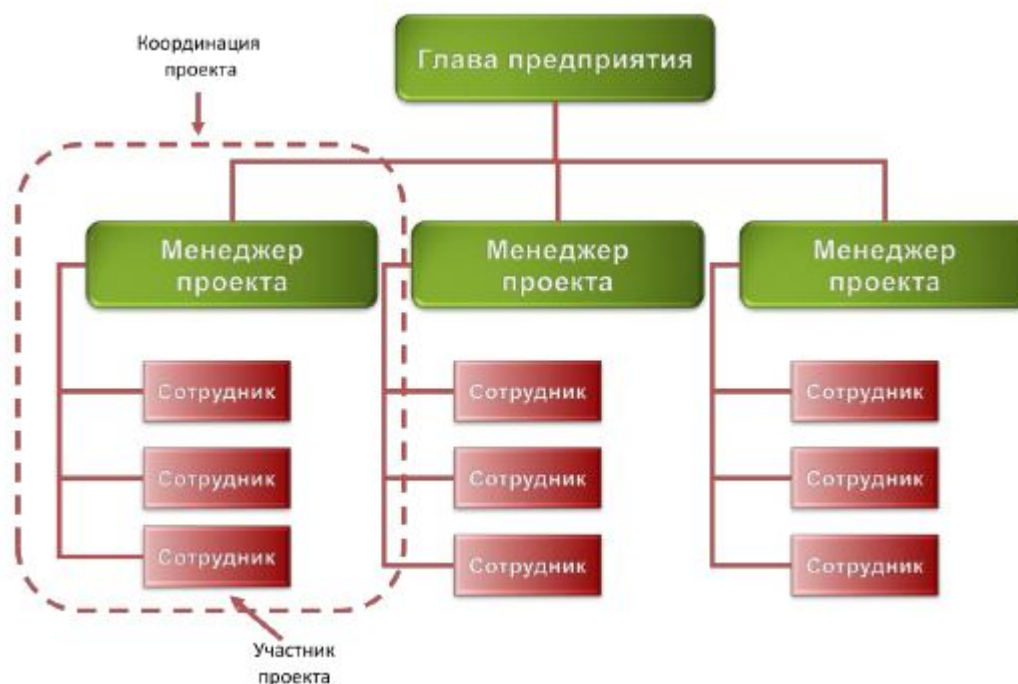 Координация
проекта
Глава предприятия
Менеджер
проекта
Менеджер
проекта
Менеджер
проекта
Сотрудник
Сотрудник
Сотрудник
Сотрудник
Сотрудник
Сотрудник
Сотрудник
Сотрудник
Сотрудник
Участник
проекта